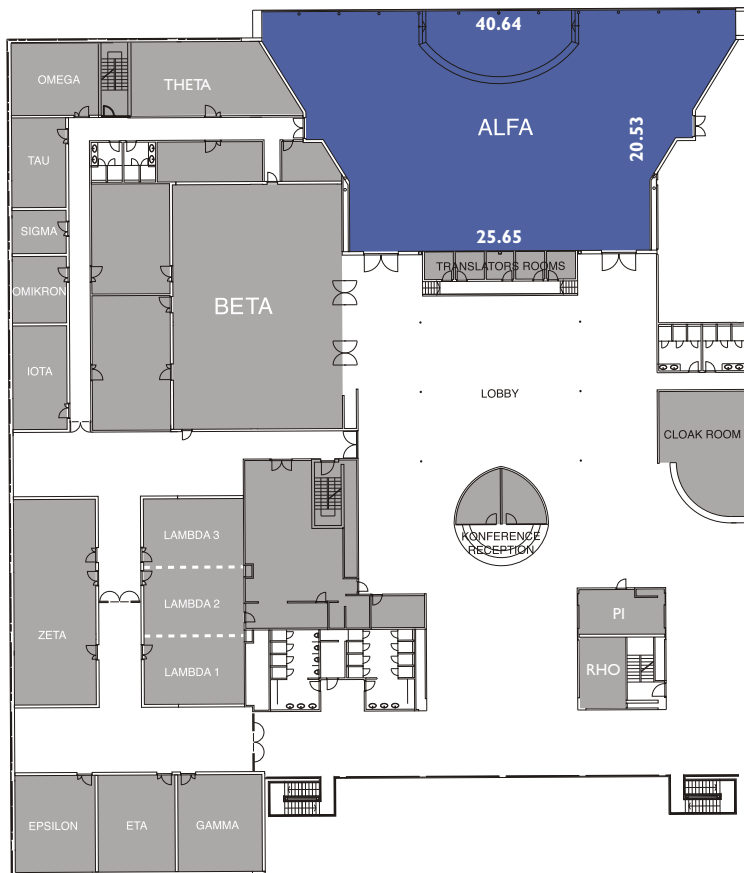 40.64
OMEGA
THETA
ALFA
20.53
TAU
SIGMA
25.65
TRANSLATORS ROOMS
OMIKRON
BETA
IOTA
LOBBY
CLOAK ROOM
LAMBDA 3
KONFERENCE
RECEPTION
LAMBDA 2
PI
ZETA
LAMBDA 1
RHO
EPSILON
ETA
GAMMA